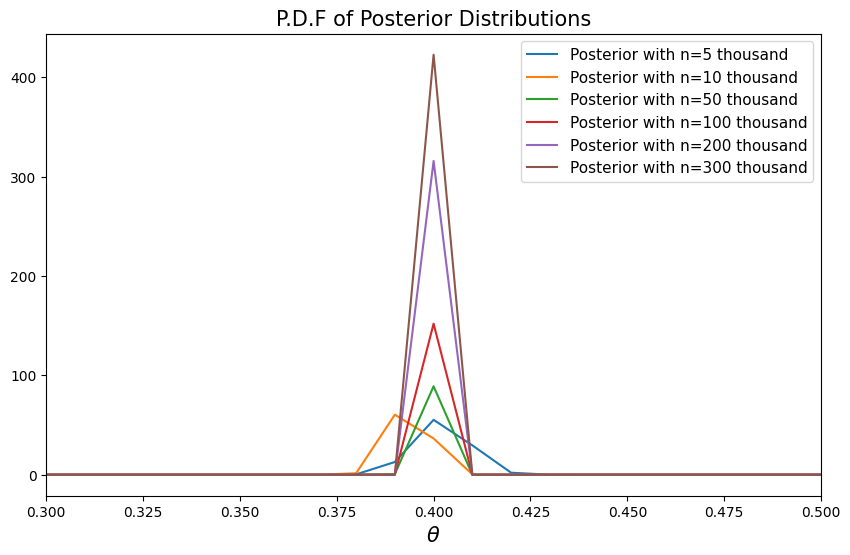 P.D.F of Posterior Distributions
Posterior with n=5 thousand
Posterior with n=10 thousand
Posterior with n=50 thousand
Posterior with n=100 thousand
Posterior with n=200 thousand
Posterior with n=300 thousand
400
300
200
100
0
0.300 0.325 0.350 0.375 0.400 0.425 0.450 0.475 0.500
θ